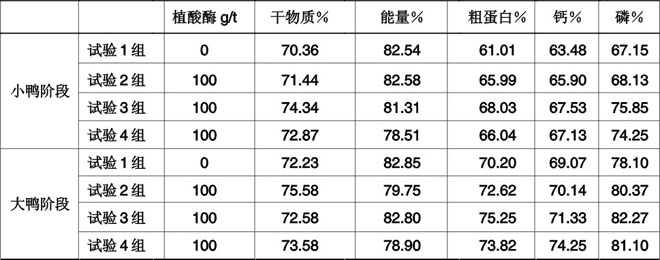 植酸酶 g/t 干物质% 能量% 粗蛋白% 钙% 磷%
小鸭阶段
试验1组 0 70.36 82.54 61.01 63.48 67.15
试验2组 100 71.44 82.58 65.99 65.90 68.13
试验3组 100 74.34 81.31 68.03 67.53 75.85
试验4组 100 72.87 78.51 66.04 67.13 74.25
大鸭阶段
试验1组 0 72.23 82.85 70.20 69.07 78.10
试验2组 100 75.58 79.75 72.62 70.14 80.37
试验3组 100 72.58 82.80 75.25 71.33 82.27
试验4组 100 73.58 78.90 73.82 74.25 81.10